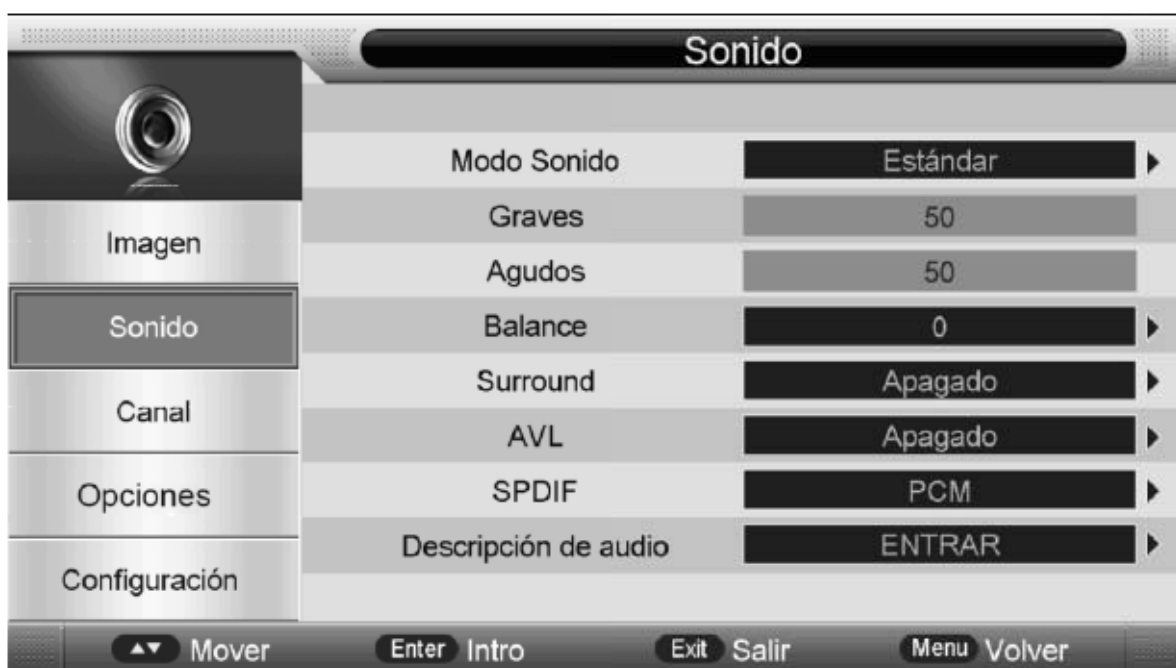 Sonido
Imagen
Sonido
Canal
Opciones
Configuración
Modo Sonido Estándar
Graves 50
Agudos 50
Balance 0
Surround Apagado
AVL Apagado
SPDIF PCM
Descripción de audio ENTRAR
Mover Enter Intro Exit Salir Menu Volver